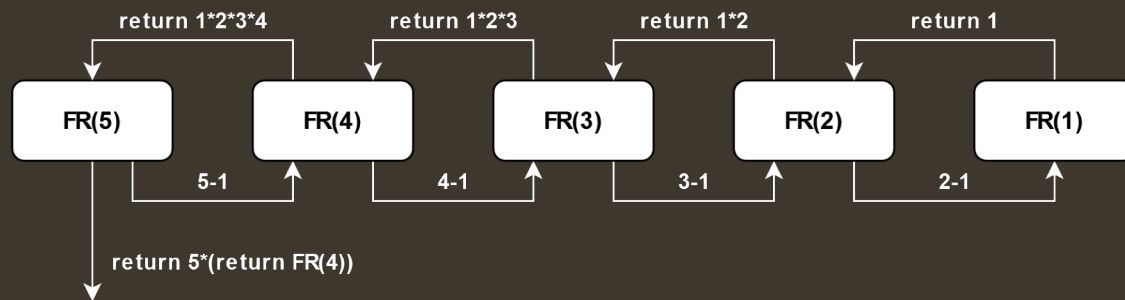 return 1*2*3*4
return 1*2*3
return 1*2
return 1
FR(5)
FR(4)
FR(3)
FR(2)
FR(1)
5-1
4-1
3-1
2-1
return 5*(return FR(4))